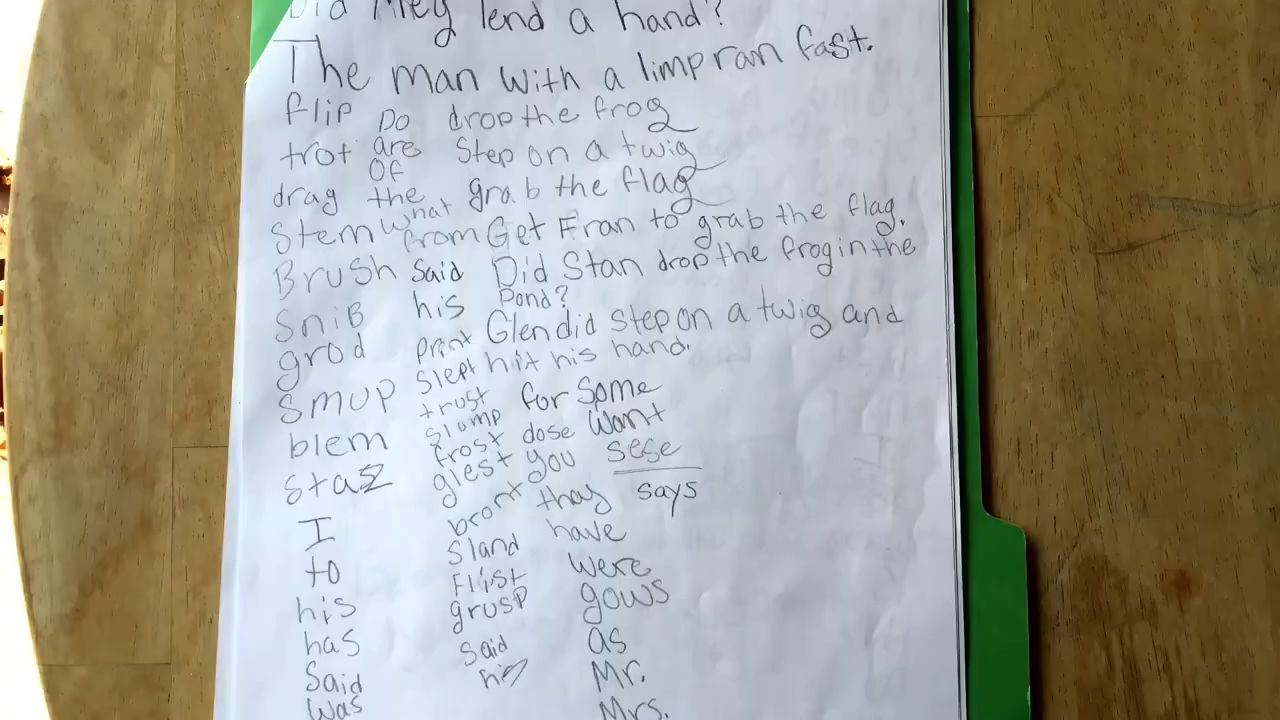 Did they lend a hand?
The man with a limp ran fast.
flip Do drop the frog
trot are step on a twig
Of
drag the grab the flag
Stem what from Get Fran to grab the flag.
Brush said Did Stan drop the frog in the
Snib his Pond?
grod prent Glen did step on a twig and
smup slept hit his hand.
trust for some
blem slump dose want
staz frost you sese
glest thay says
I bront have
to sland were
his Flist gows
has grusp as
Said said Mr.
his
was Mrs.